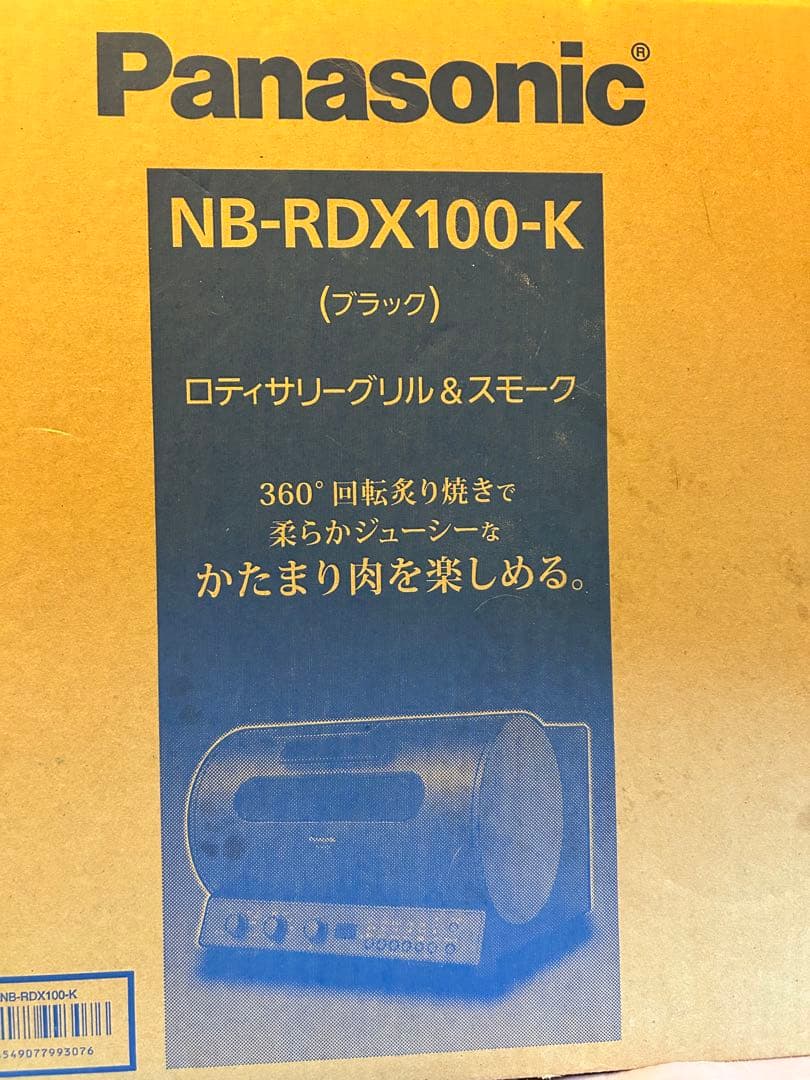 Panasonic®
NB-RDX100-K
(ブラック)
ロティサリーグリル&スモーク
360°回転炙り焼きで
柔らかジューシーな
かたまり肉を楽しめる。
Panasonic
NB-RDX100-K
549077993076